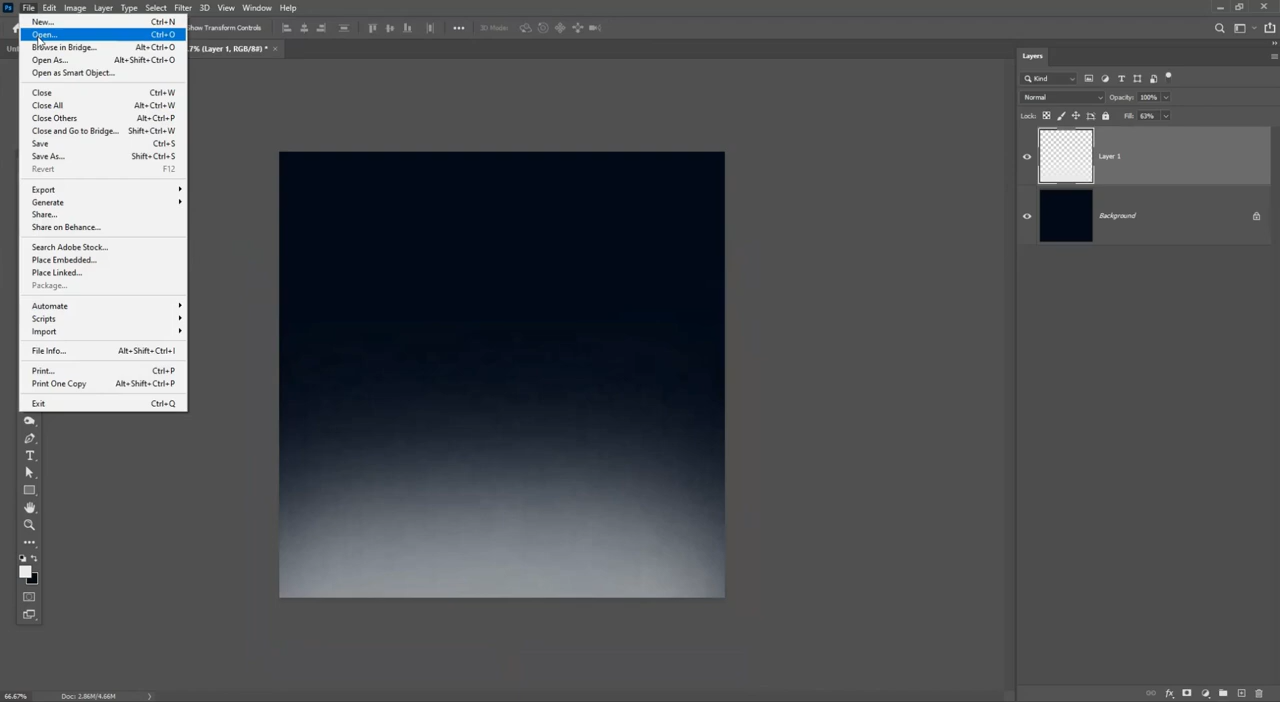 Ps File Edit Image Layer Type Select Filter 3D View Window Help
Show Transform Controls 3D Mode:
7% (Layer 1, RGB/8#) * ×
New... Ctrl+N
Open... Ctrl+O
Browse in Bridge... Alt+Ctrl+O
Open As... Alt+Shift+Ctrl+O
Open as Smart Object...
Close Ctrl+W
Close All Alt+Ctrl+W
Close Others Alt+Ctrl+P
Close and Go to Bridge... Shift+Ctrl+W
Save Ctrl+S
Save As... Shift+Ctrl+S
Revert F12
Export
Generate
Share...
Share on Behance...
Search Adobe Stock...
Place Embedded...
Place Linked...
Package...
Automate
Scripts
Import
File Info... Alt+Shift+Ctrl+I
Print... Ctrl+P
Print One Copy Alt+Shift+Ctrl+P
Exit Ctrl+Q
Layers
Kind
Normal Opacity: 100%
Lock: Fill: 63%
Layer 1
Background
66.67% Doc: 2.86M/4.66M